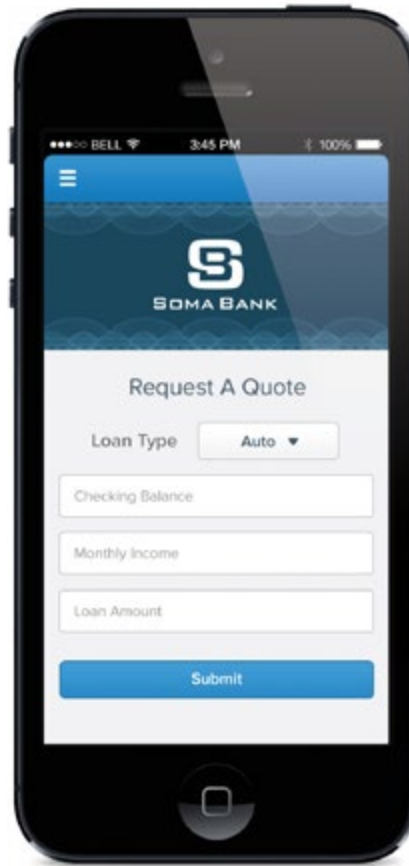 BELL 3:45 PM 100%
SB
SOMA BANK
Request A Quote
Loan Type Auto
Checking Balance
Monthly Income
Loan Amount
Submit